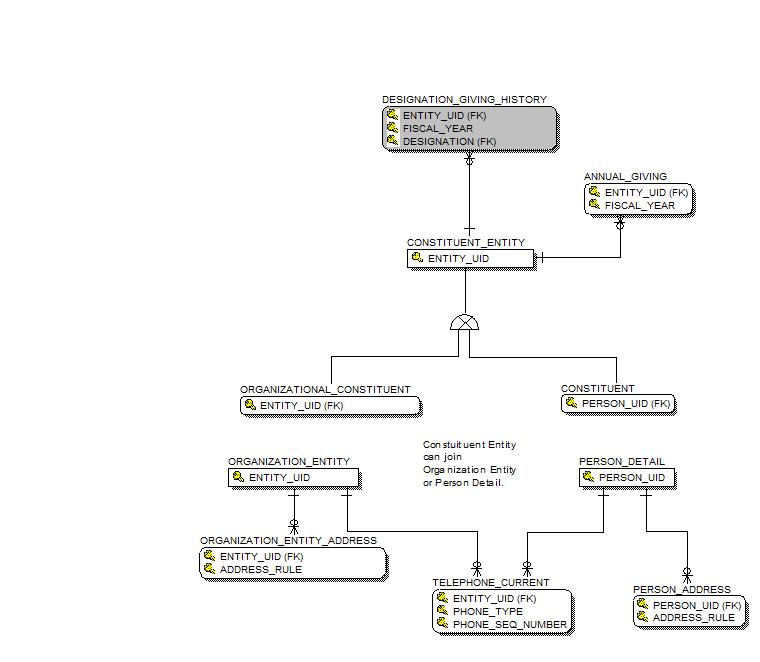 DESIGNATION_GIVING_HISTORY
ENTITY_UID (FK)
FISCAL_YEAR
DESIGNATION (FK)
ANNUAL_GIVING
ENTITY_UID (FK)
FISCAL_YEAR
CONSTITUENT_ENTITY
ENTITY_UID
ORGANIZATIONAL_CONSTITUENT
ENTITY_UID (FK)
CONSTITUENT
PERSON_UID (FK)
Constuituent Entity
can join
Organization Entity
or Person Detail.
ORGANIZATION_ENTITY
ENTITY_UID
PERSON_DETAIL
PERSON_UID
ORGANIZATION_ENTITY_ADDRESS
ENTITY_UID (FK)
ADDRESS_RULE
TELEPHONE_CURRENT
ENTITY_UID (FK)
PHONE_TYPE
PHONE_SEQ_NUMBER
PERSON_ADDRESS
PERSON_UID (FK)
ADDRESS_RULE